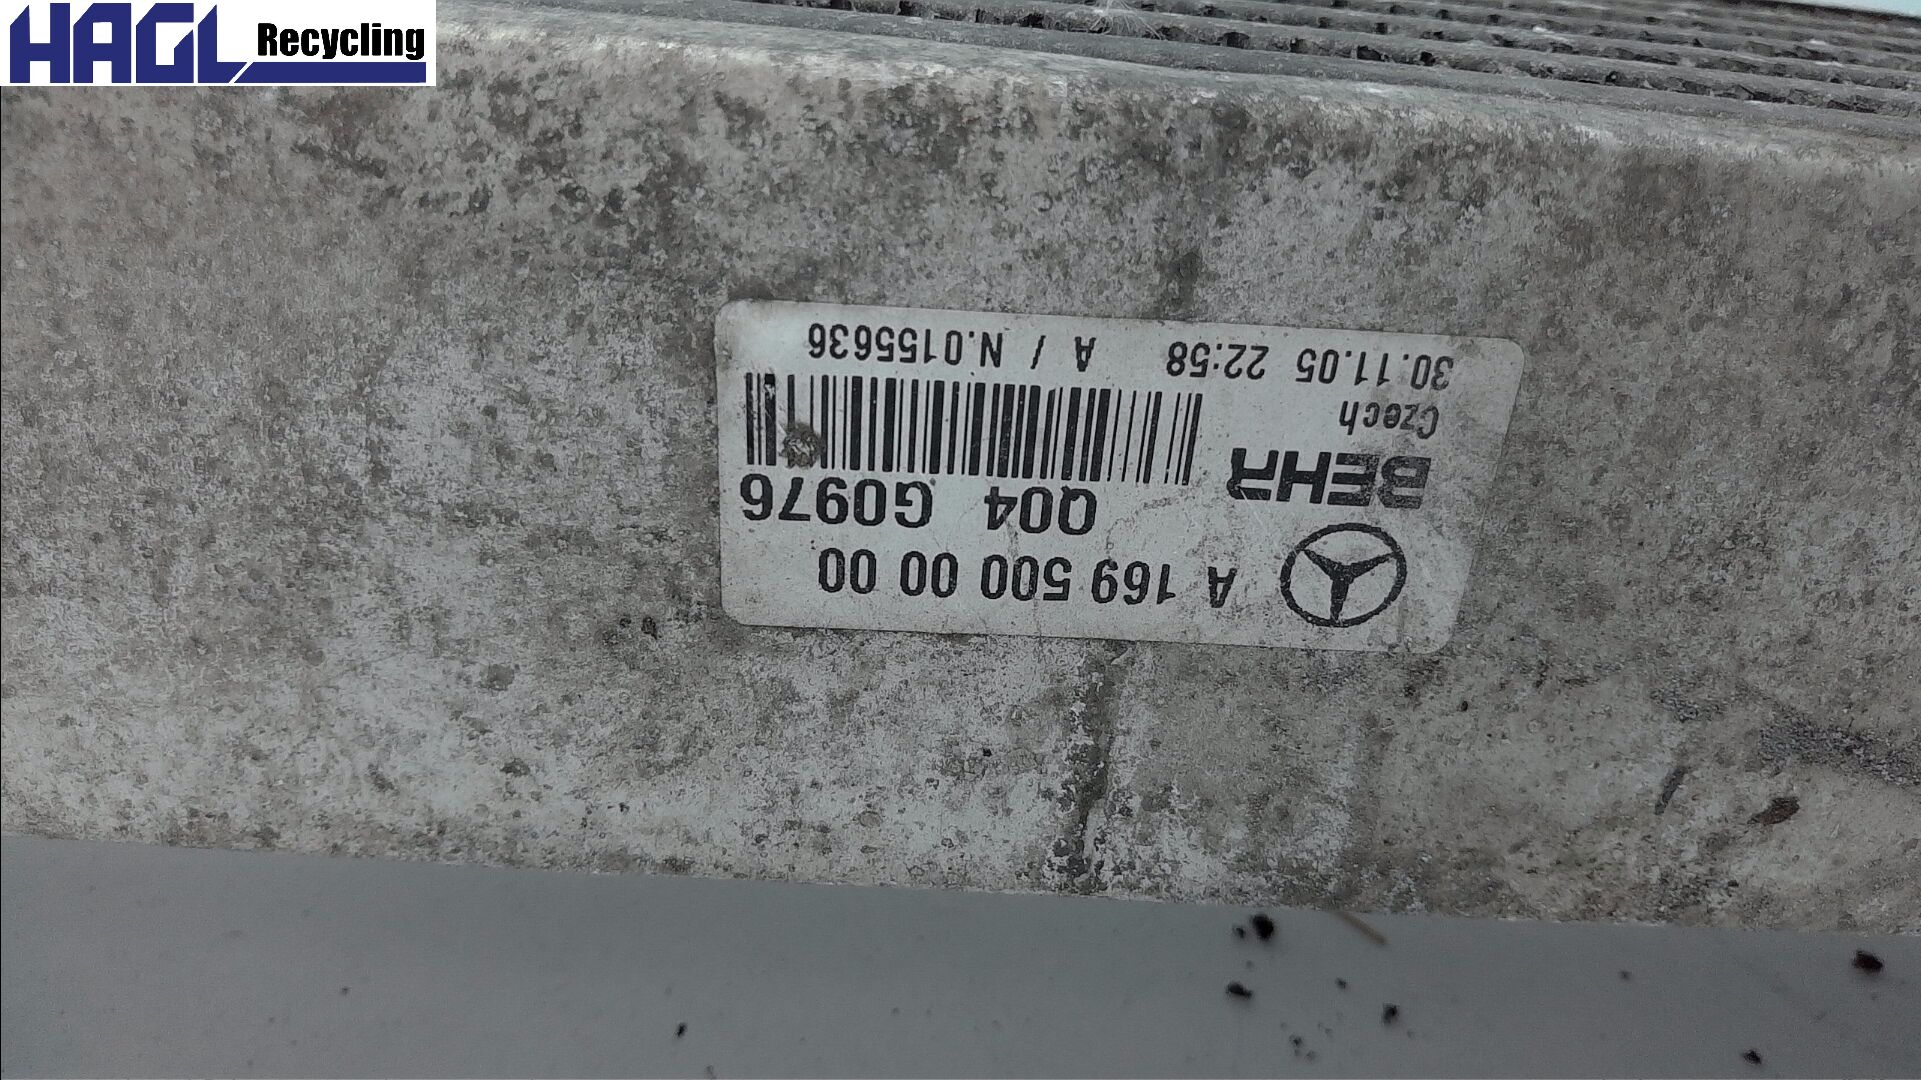 HAGL Recycling
A 169 500 00 00
Q04 G0976
BEHR
Czech
30.11.05 22:58 A / N.0155636